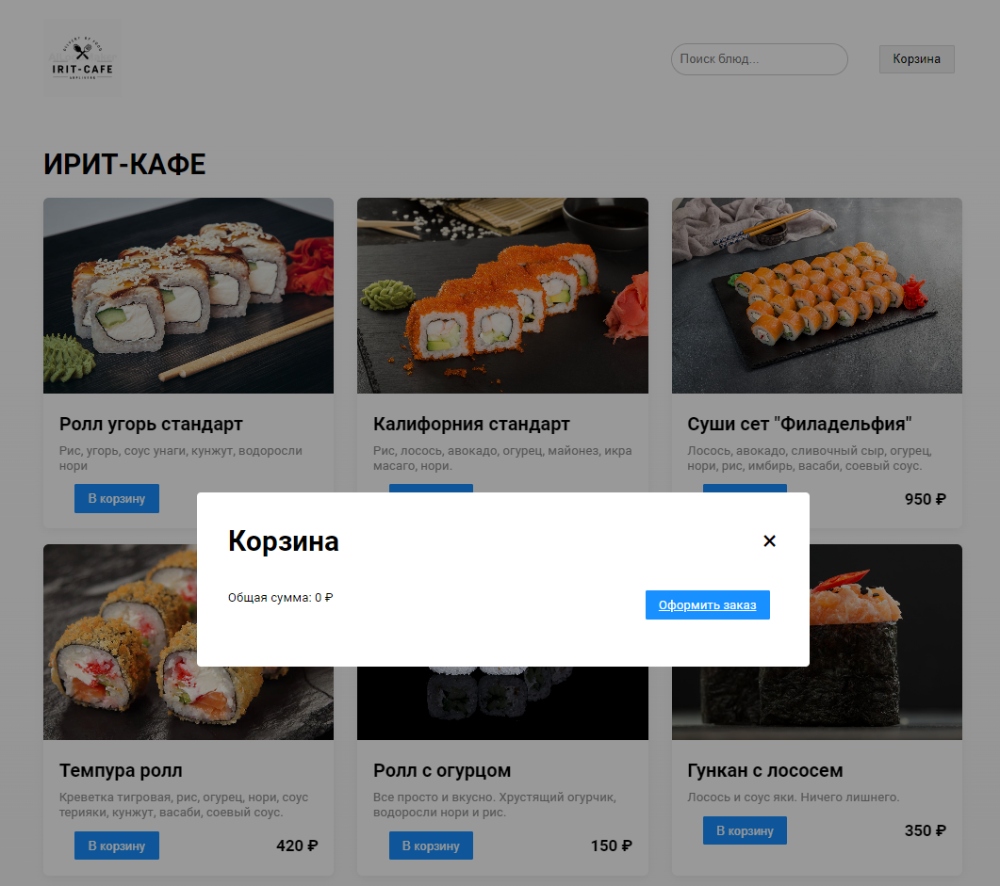 IRIT-CAFE
Поиск блюд...
Корзина
ИРИТ-КАФЕ
Ролл угорь стандарт
Рис, угорь, соус унаги, кунжут, водоросли
нори
В корзину
Калифорния стандарт
Рис, лосось, авокадо, огурец, майонез, икра
масаго, нори.
Суши сет "Филадельфия"
Лосось, авокадо, сливочный сыр, огурец,
нори, рис, имбирь, васаби, соевый соус.
950 ₽
Корзина
×
Общая сумма: 0 ₽
Оформить заказ
Темпура ролл
Креветка тигровая, рис, огурец, нори, соус
терияки, кунжут, васаби, соевый соус.
В корзину
420 ₽
Ролл с огурцом
Все просто и вкусно. Хрустящий огурчик,
водоросли нори и рис.
В корзину
150 ₽
Гункан с лососем
Лосось и соус яки. Ничего лишнего.
В корзину
350 ₽